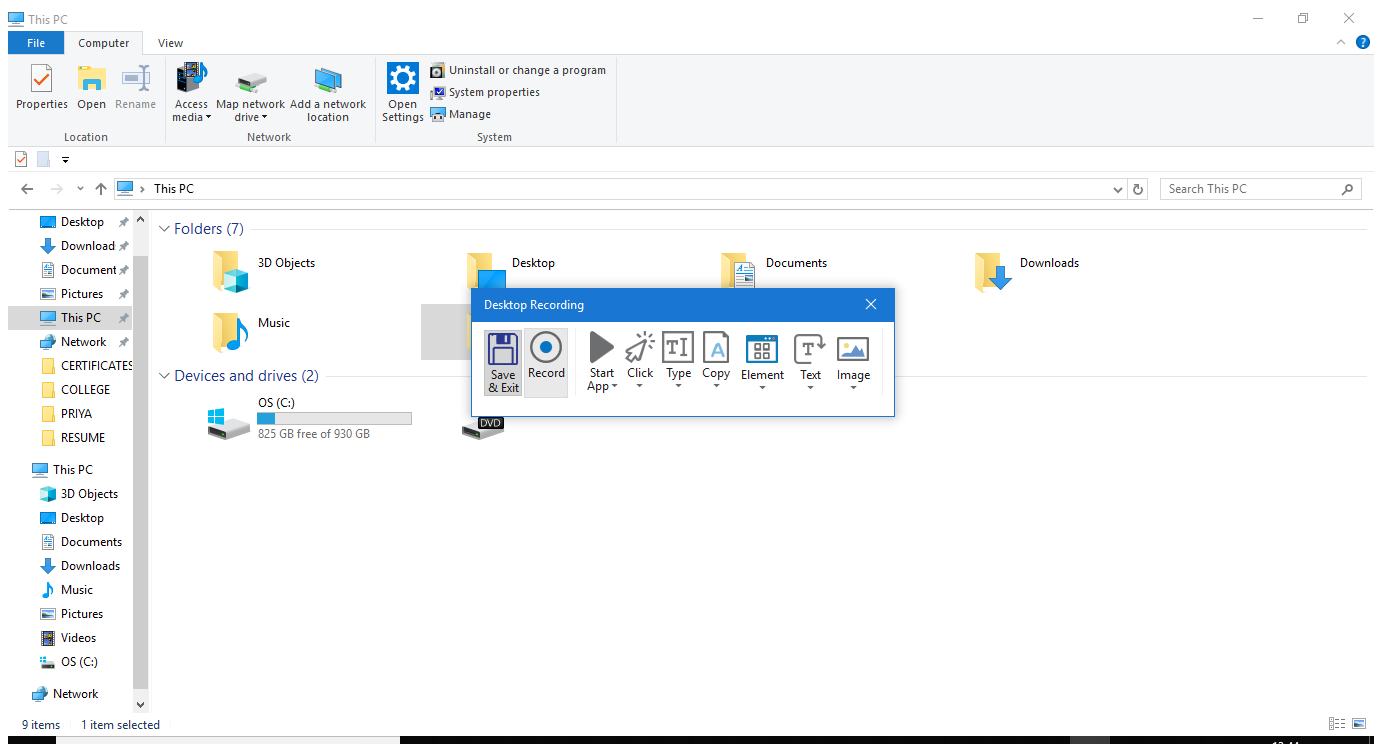 This PC
File Computer View
Properties Open Rename
Access media
Map network drive
Add a network location
Open Settings
Uninstall or change a program
System properties
Manage
Location Network System
This PC
Search This PC
Desktop
Download
Document
Pictures
This PC
Network
CERTIFICATES
COLLEGE
PRIYA
RESUME
This PC
3D Objects
Desktop
Documents
Downloads
Music
Pictures
Videos
OS (C:)
Network
Folders (7)
3D Objects
Desktop
Documents
Downloads
Music
Devices and drives (2)
OS (C:)
825 GB free of 930 GB
DVD
Desktop Recording
Save & Exit
Record
Start App
Click
Type
Copy
Element
Text
Image
9 items 1 item selected